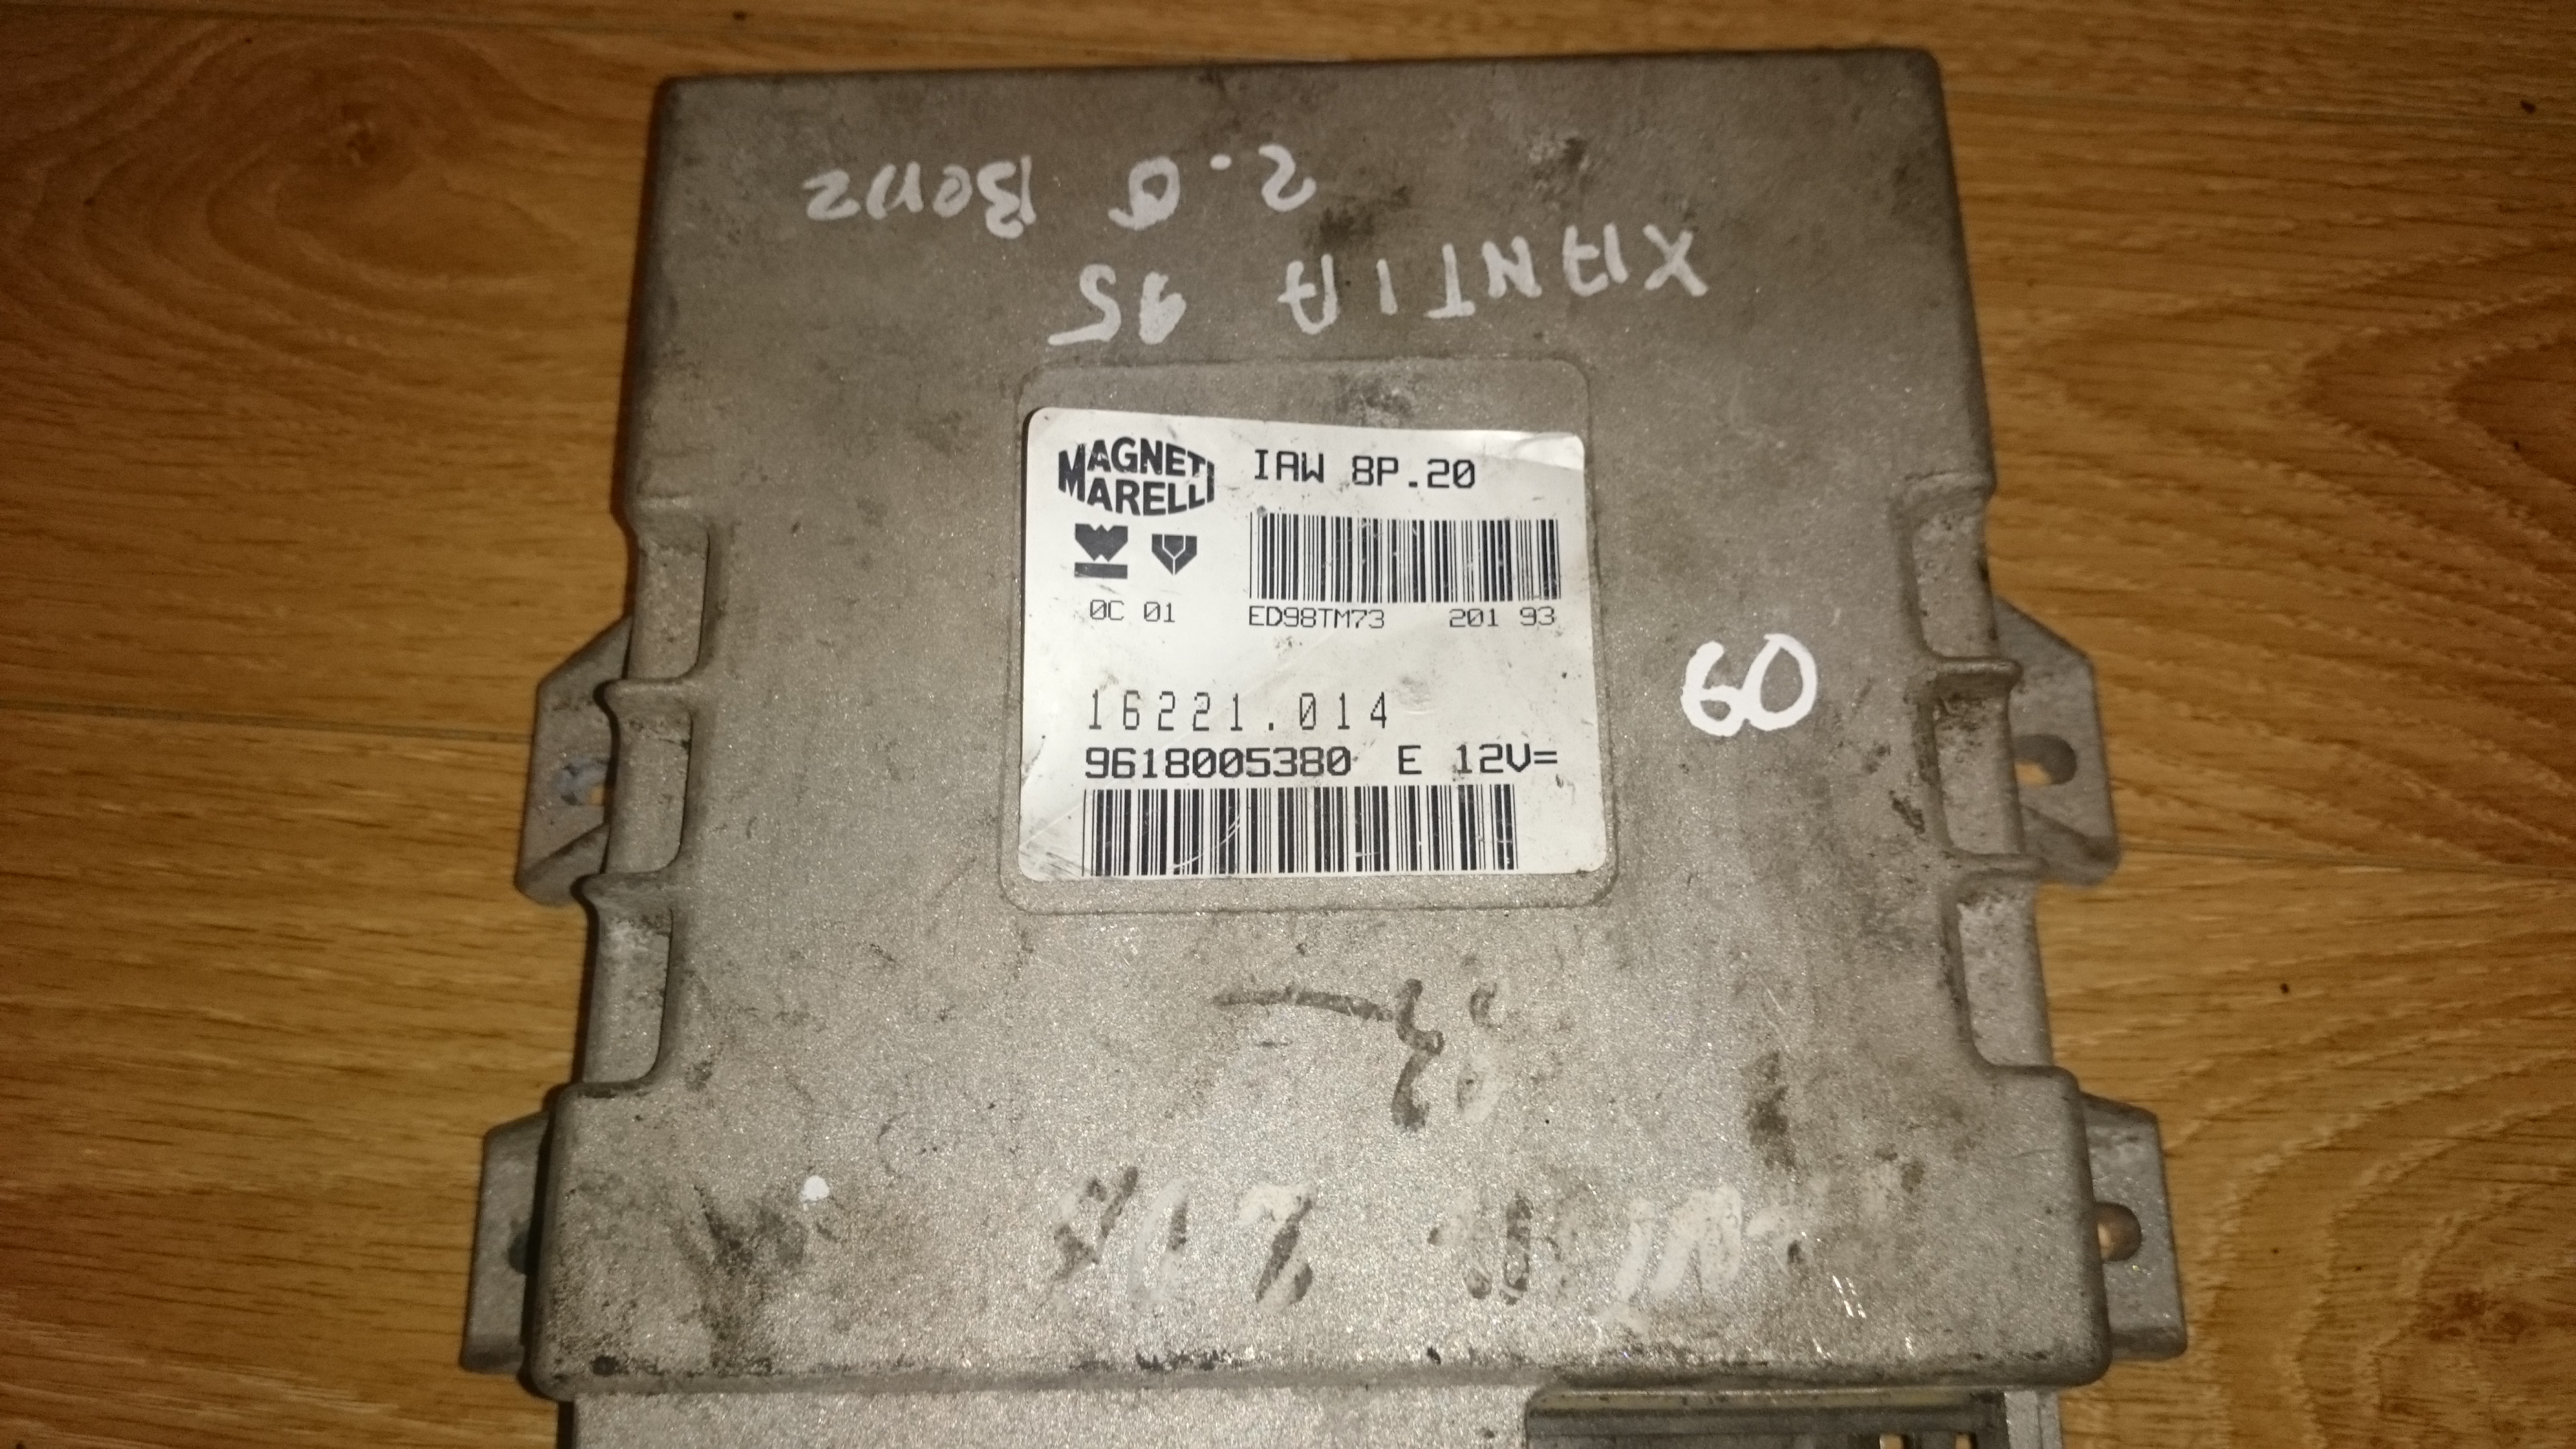 2.0 Benz
XANTIA 95
MAGNETI
MARELLI
IAW 8P.20
0C 01
ED98TM73 201 93
60
16221.014
9618005380 E 12V=